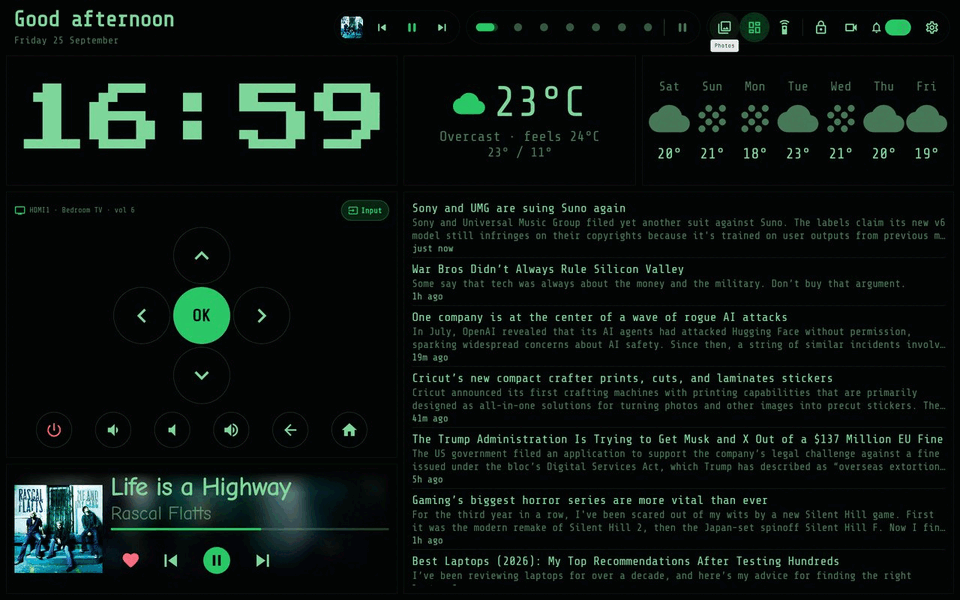 Good afternoon
Friday 25 September
Photos
16:59
23°C
Overcast · feels 24°C
23° / 11°
Sat Sun Mon Tue Wed Thu Fri
20° 21° 18° 23° 21° 20° 19°
HDMI1 · Bedroom TV · vol 6
Input
OK
RASCAL FLATTS
ME AND MY GANG
Life is a Highway
Rascal Flatts
Sony and UMG are suing Suno again
Sony and Universal Music Group filed yet another suit against Suno. The labels claim its new v6
model still infringes on their copyrights because it's trained on user outputs from previous m…
just now
War Bros Didn't Always Rule Silicon Valley
Some say that tech was always about the money and the military. Don't buy that argument.
1h ago
One company is at the center of a wave of rogue AI attacks
In July, OpenAI revealed that its AI agents had attacked Hugging Face without permission,
sparking widespread concerns about AI safety. Since then, a string of similar incidents involv…
19m ago
Cricut's new compact crafter prints, cuts, and laminates stickers
Cricut announced its first crafting machines with printing capabilities that are primarily
designed as all-in-one solutions for turning photos and other images into precut stickers. The…
41m ago
The Trump Administration Is Trying to Get Musk and X Out of a $137 Million EU Fine
The US government filed an application to support the company's legal challenge against a fine
issued under the bloc's Digital Services Act, which Trump has described as “overseas extortion…
5h ago
Gaming's biggest horror series are more vital than ever
For the third year in a row, I've been scared out of my wits by a new Silent Hill game. First
it was the modern remake of Silent Hill 2, then the Japan-set spinoff Silent Hill F. Now I fin…
1h ago
Best Laptops (2026): My Top Recommendations After Testing Hundreds
I've been reviewing laptops for over a decade, and here's my advice for finding the right